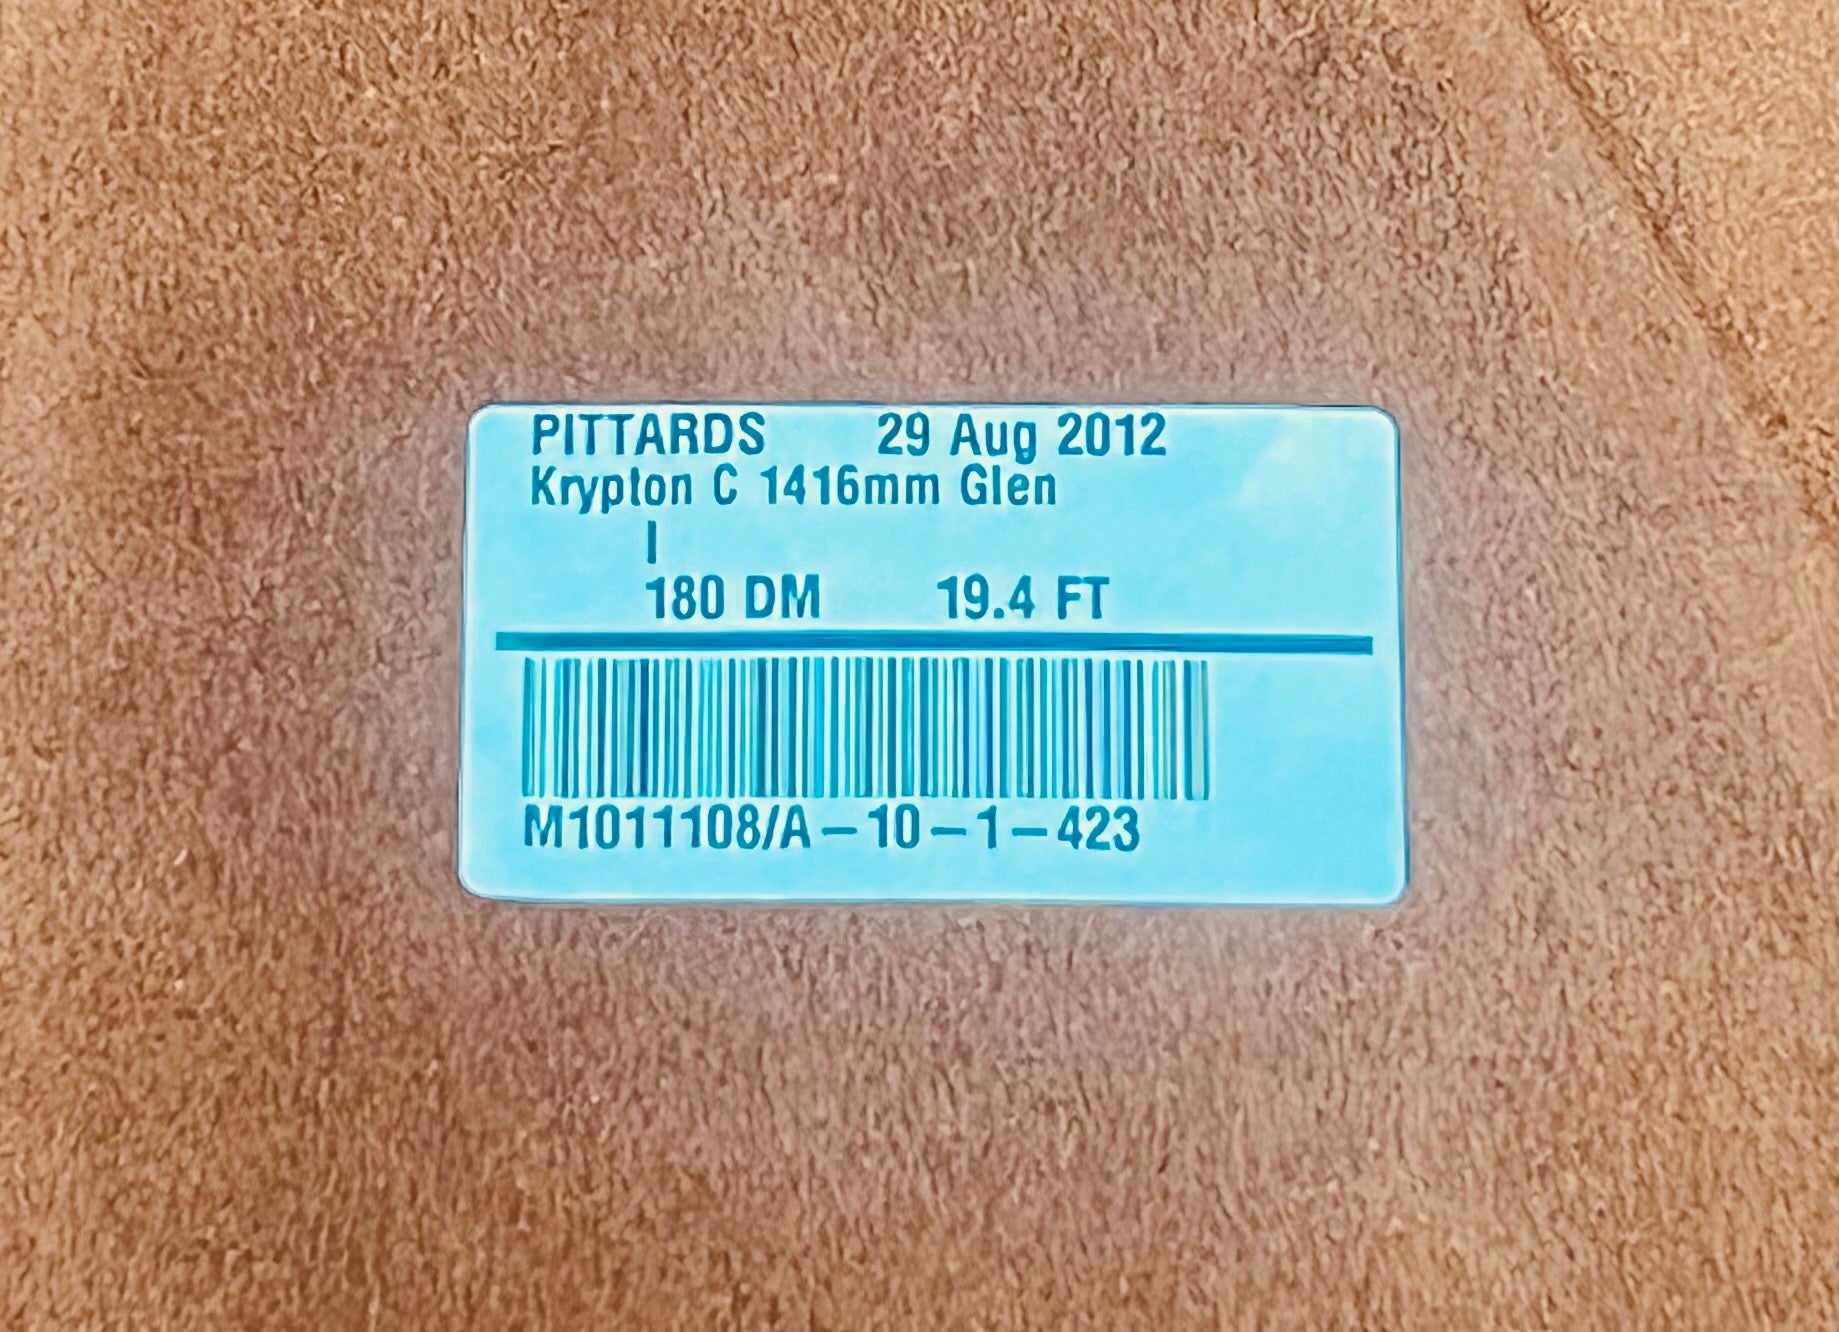 PITTARDS 29 Aug 2012
Krypton C 1416mm Glen
I
180 DM 19.4 FT
M1011108/A-10-1-423